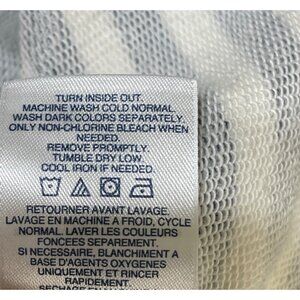 TURN INSIDE OUT.
MACHINE WASH COLD NORMAL.
WASH DARK COLORS SEPARATELY.
ONLY NON-CHLORINE BLEACH WHEN
NEEDED.
REMOVE PROMPTLY.
TUMBLE DRY LOW.
COOL IRON IF NEEDED.
RETOURNER AVANT LAVAGE.
LAVAGE EN MACHINE A FROID, CYCLE
NORMAL. LAVER LES COULEURS
FONCEES SEPAREMENT.
SI NECESSAIRE, BLANCHIMENT A
BASE D'AGENTS OXYGENES
UNIQUEMENT ET RINCER
RAPIDEMENT.